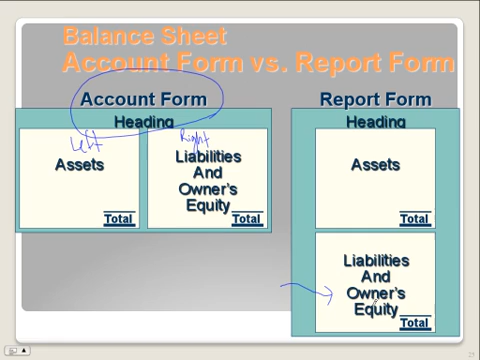 Balance Sheet
Account Form vs. Report Form
Account Form
Heading
Left
Assets
Total
Right
Liabilities
And
Owner's
Equity
Total
Report Form
Heading
Assets
Total
Liabilities
And
Owner's
Equity
Total